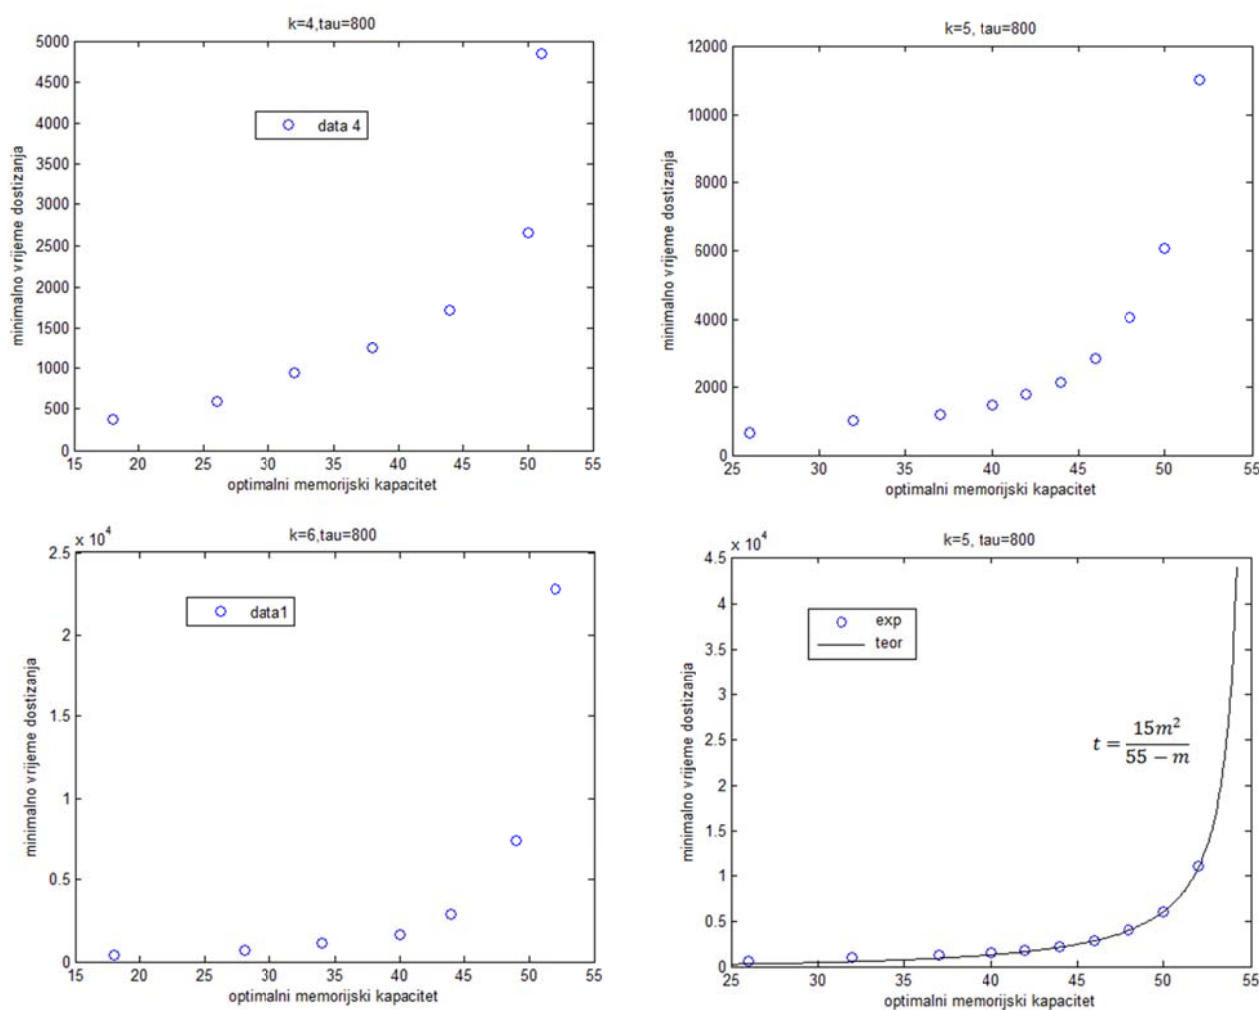 k=4,tau=800
5000
4500
4000
3500
3000
2500
2000
1500
1000
500
0
minimalno vrijeme dostizanja
data 4
15 20 25 30 35 40 45 50 55
optimalni memorijski kapacitet
k=5, tau=800
12000
10000
8000
6000
4000
2000
0
minimalno vrijeme dostizanja
25 30 35 40 45 50 55
optimalni memorijski kapacitet
k=6,tau=800
x 10^4
2.5
2
1.5
1
0.5
0
minimalno vrijeme dostizanja
data1
15 20 25 30 35 40 45 50 55
optimalni memorijski kapacitet
k=5, tau=800
x 10^4
4.5
4
3.5
3
2.5
2
1.5
1
0.5
0
minimalno vrijeme dostizanja
exp
teor
t = 15m² / (55 − m)
25 30 35 40 45 50 55
optimalni memorijski kapacitet